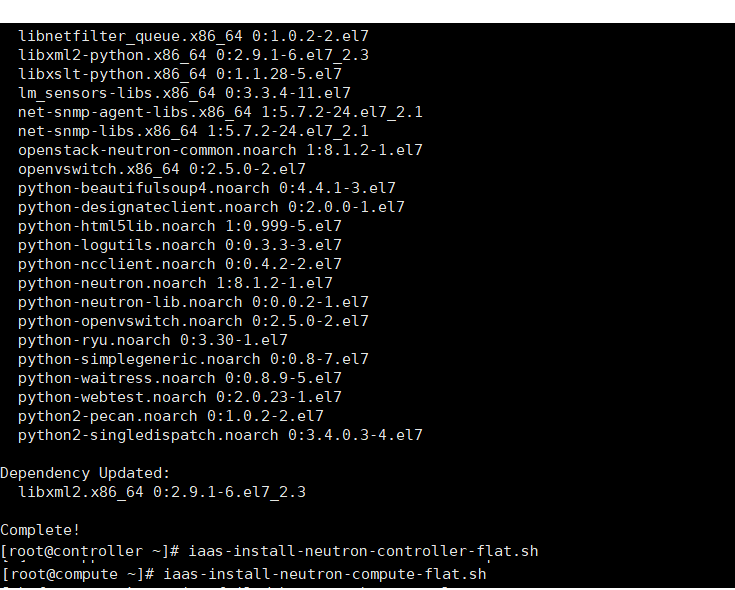 libnetfilter_queue.x86_64 0:1.0.2-2.el7
libxml2-python.x86_64 0:2.9.1-6.el7_2.3
libxslt-python.x86_64 0:1.1.28-5.el7
lm_sensors-libs.x86_64 0:3.3.4-11.el7
net-snmp-agent-libs.x86_64 1:5.7.2-24.el7_2.1
net-snmp-libs.x86_64 1:5.7.2-24.el7_2.1
openstack-neutron-common.noarch 1:8.1.2-1.el7
openvswitch.x86_64 0:2.5.0-2.el7
python-beautifulsoup4.noarch 0:4.4.1-3.el7
python-designateclient.noarch 0:2.0.0-1.el7
python-html5lib.noarch 1:0.999-5.el7
python-logutils.noarch 0:0.3.3-3.el7
python-ncclient.noarch 0:0.4.2-2.el7
python-neutron.noarch 1:8.1.2-1.el7
python-neutron-lib.noarch 0:0.0.2-1.el7
python-openvswitch.noarch 0:2.5.0-2.el7
python-ryu.noarch 0:3.30-1.el7
python-simplegeneric.noarch 0:0.8-7.el7
python-waitress.noarch 0:0.8.9-5.el7
python-webtest.noarch 0:2.0.23-1.el7
python2-pecan.noarch 0:1.0.2-2.el7
python2-singledispatch.noarch 0:3.4.0.3-4.el7
Dependency Updated:
libxml2.x86_64 0:2.9.1-6.el7_2.3
Complete!
[root@controller ~]# iaas-install-neutron-controller-flat.sh
[root@compute ~]# iaas-install-neutron-compute-flat.sh